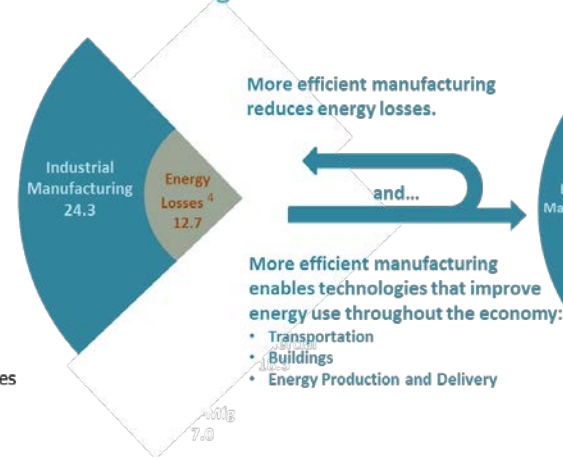 More efficient manufacturing
reduces energy losses.
Industrial
Manufacturing
24.3
Energy
Losses 4
12.7
and...
More efficient manufacturing
enables technologies that improve
energy use throughout the economy:
• Transportation
• Buildings
• Energy Production and Delivery
7.0